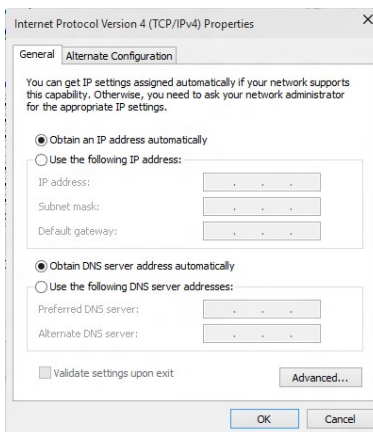 Internet Protocol Version 4 (TCP/IPv4) Properties
General
Alternate Configuration
You can get IP settings assigned automatically if your network supports
this capability. Otherwise, you need to ask your network administrator
for the appropriate IP settings.
Obtain an IP address automatically
Use the following IP address:
IP address:
Subnet mask:
Default gateway:
Obtain DNS server address automatically
Use the following DNS server addresses:
Preferred DNS server:
Alternate DNS server:
Validate settings upon exit
Advanced...
OK
Cancel